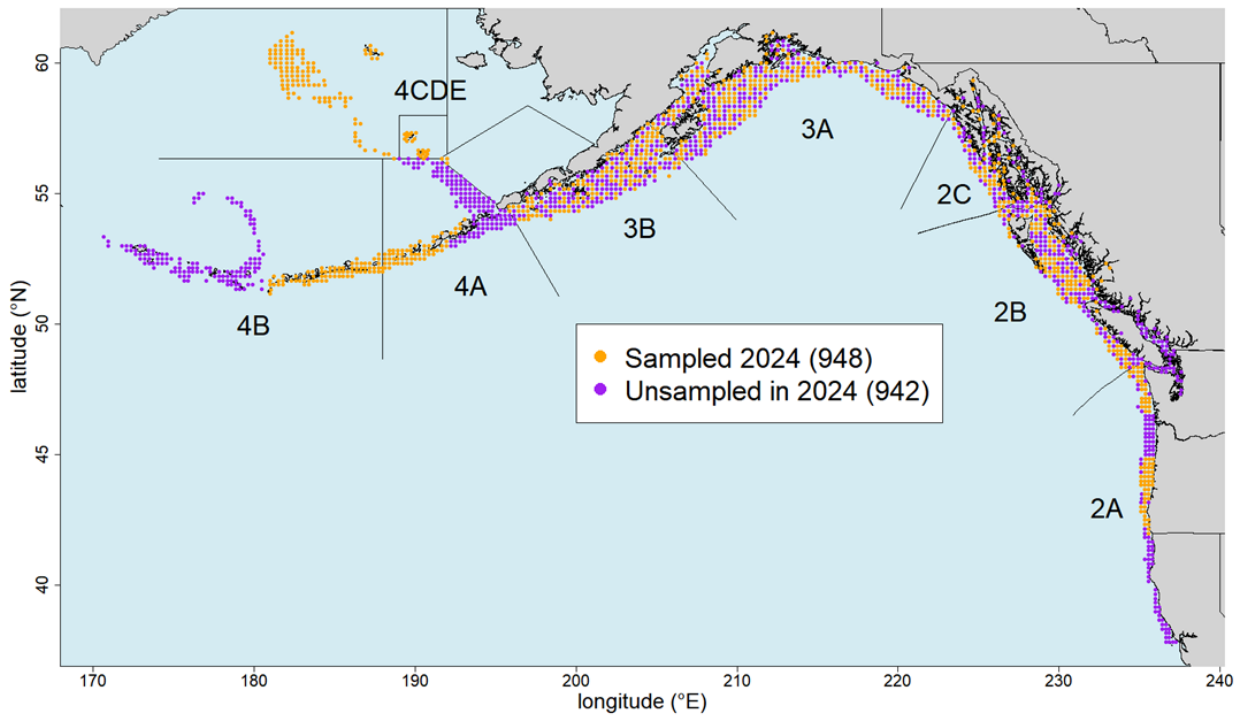 60
55
50
45
40
latitude (°N)
4CDE
3A
2C
3B
4A
4B
2B
Sampled 2024 (948)
Unsampled in 2024 (942)
2A
170
180
190
200
210
220
230
240
longitude (°E)